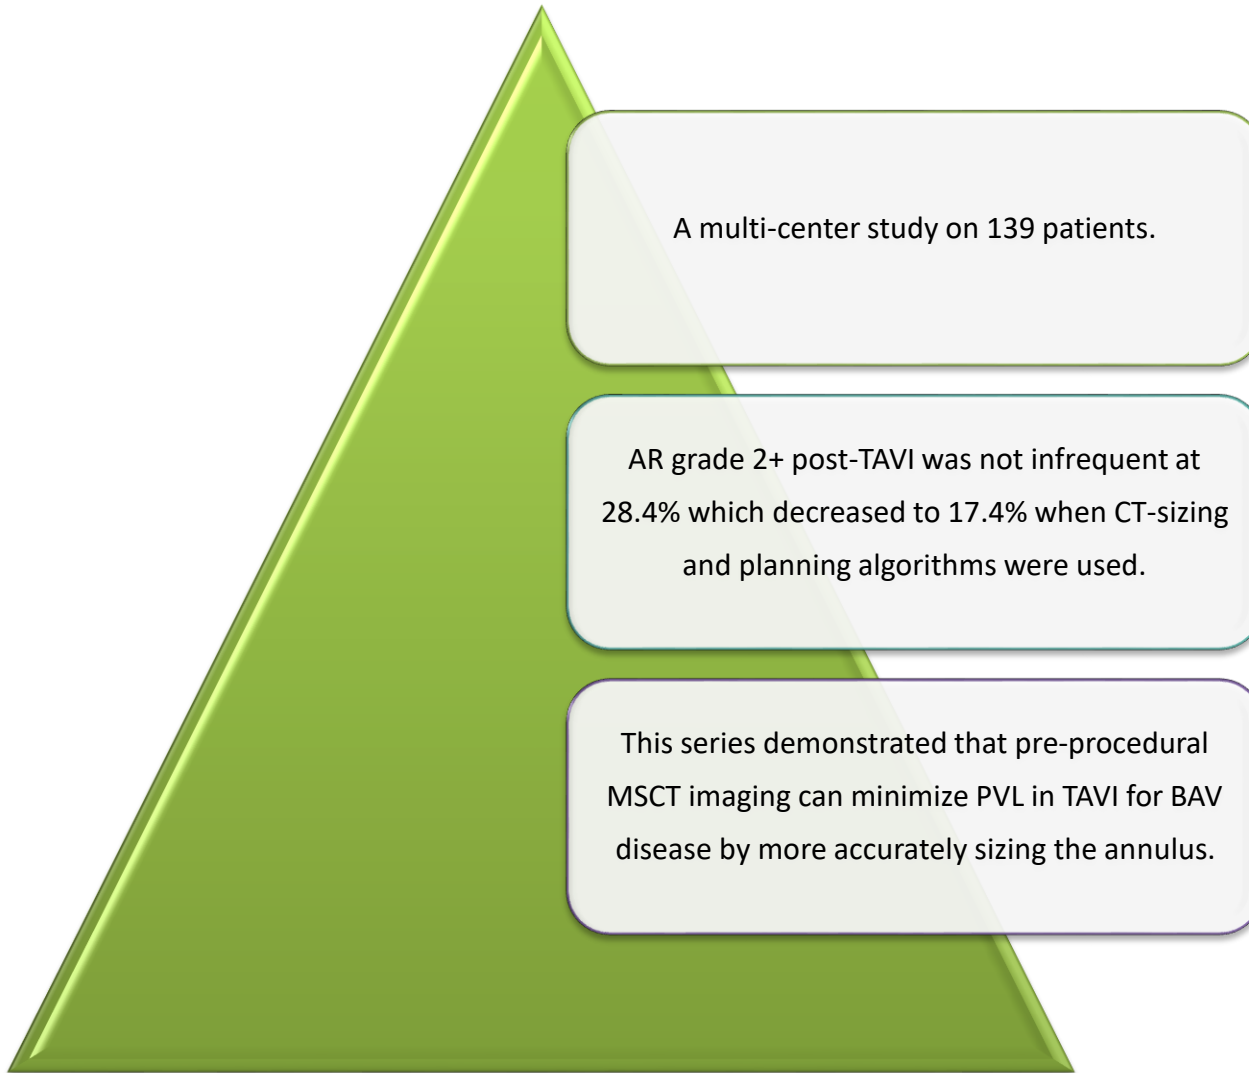 A multi-center study on 139 patients.
AR grade 2+ post-TAVI was not infrequent at
28.4% which decreased to 17.4% when CT-sizing
and planning algorithms were used.
This series demonstrated that pre-procedural
MSCT imaging can minimize PVL in TAVI for BAV
disease by more accurately sizing the annulus.